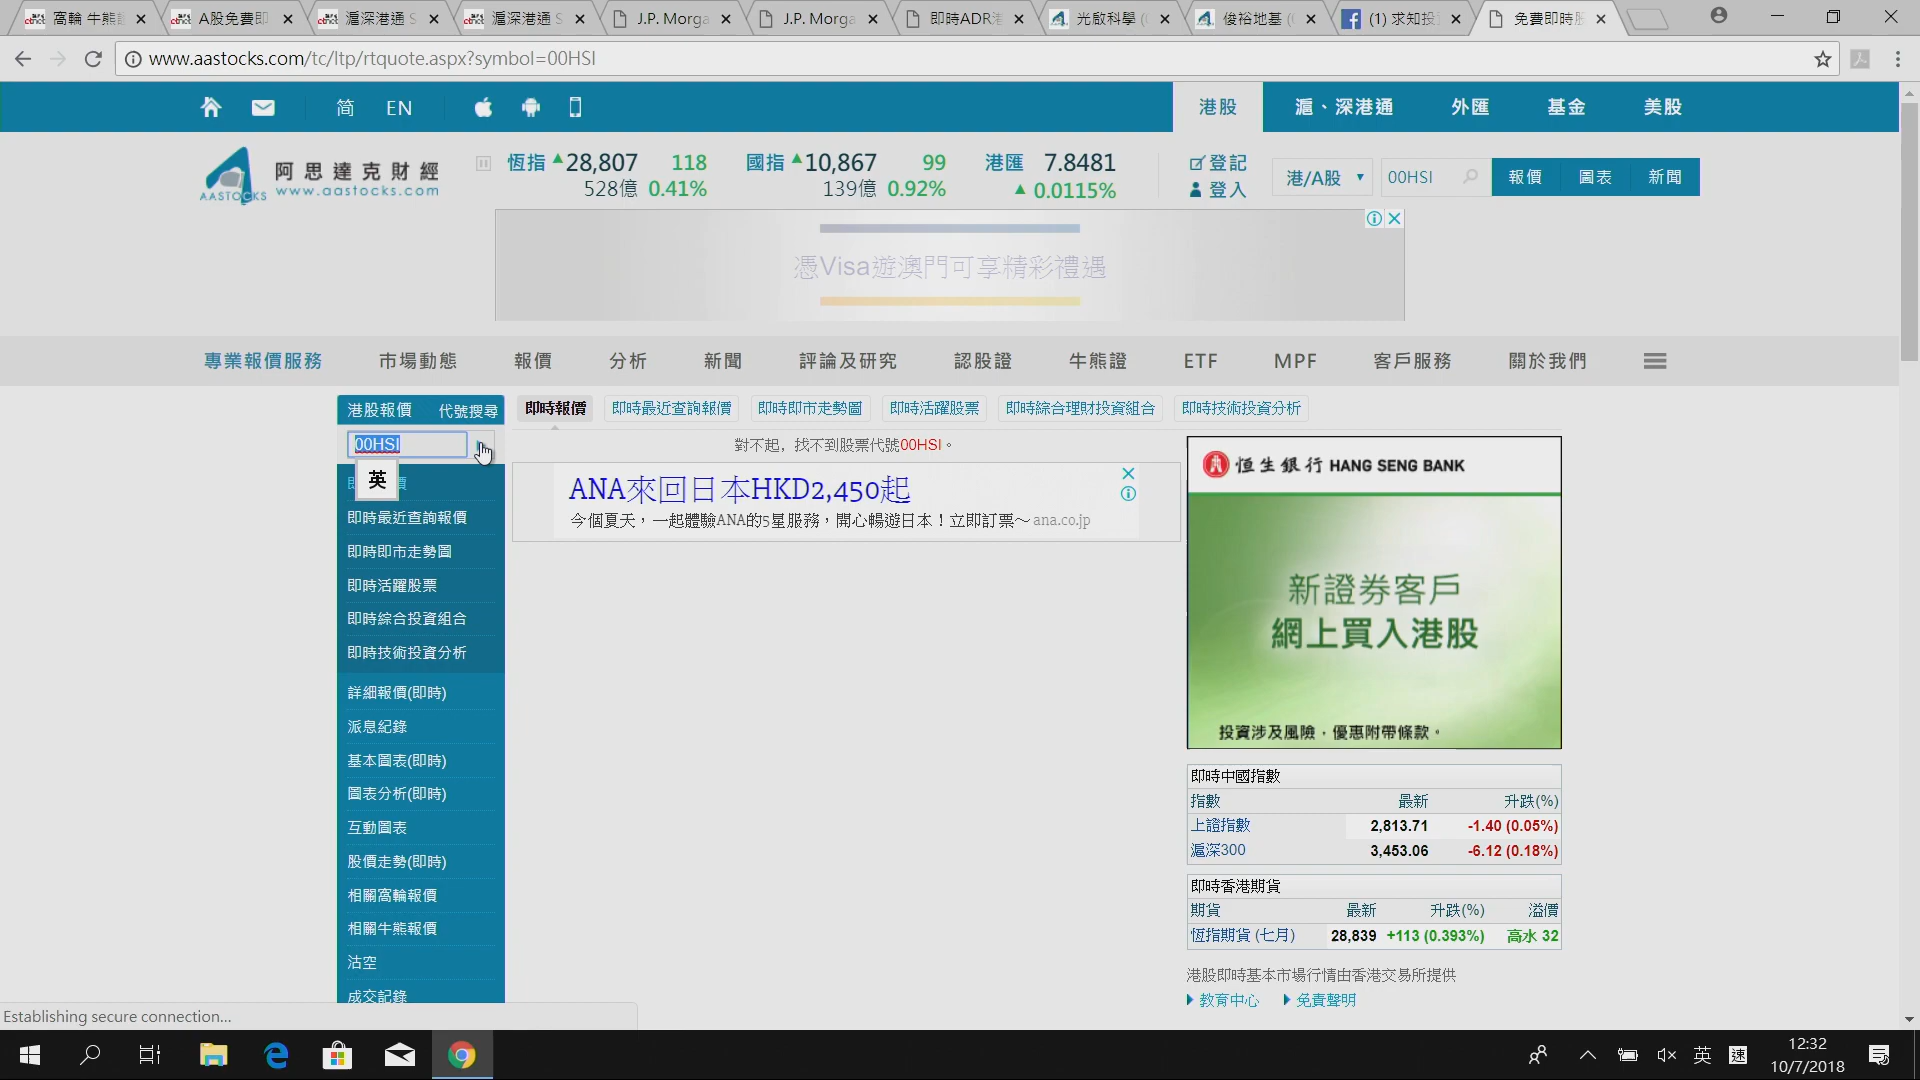 窩輪 牛熊
A股免費即
滬深港通 S
滬深港通 S
J.P. Morga
J.P. Morga
即時ADR港
光啟科學 (
俊裕地基 (
(1) 求知投
免費即時股
www.aastocks.com/tc/ltp/rtquote.aspx?symbol=00HSI
简 EN
港股 滬、深港通 外匯 基金 美股
AASTOCKS
阿思達克財經
www.aastocks.com
恆指 28,807 118
528億 0.41%
國指 10,867 99
139億 0.92%
港匯 7.8481
0.0115%
登記
登入
港/A股 00HSI 報價 圖表 新聞
憑Visa遊澳門可享精彩禮遇
專業報價服務 市場動態 報價 分析 新聞 評論及研究 認股證 牛熊證 ETF MPF 客戶服務 關於我們
港股報價 代號搜尋
00HSI
英
價
即時最近查詢報價
即時即市走勢圖
即時活躍股票
即時綜合投資組合
即時技術投資分析
詳細報價(即時)
派息紀錄
基本圖表(即時)
圖表分析(即時)
互動圖表
股價走勢(即時)
相關窩輪報價
相關牛熊報價
沽空
成交記錄
即時報價 即時最近查詢報價 即時即市走勢圖 即時活躍股票 即時綜合理財投資組合 即時技術投資分析
對不起，找不到股票代號00HSI。
ANA來回日本HKD2,450起
今個夏天，一起體驗ANA的5星服務，開心暢遊日本！立即訂票～ana.co.jp
恒生銀行 HANG SENG BANK
新證券客戶
網上買入港股
投資涉及風險，優惠附帶條款。
即時中國指數
指數 最新 升跌(%)
上證指數 2,813.71 -1.40 (0.05%)
滬深300 3,453.06 -6.12 (0.18%)
即時香港期貨
期貨 最新 升跌(%) 溢價
恆指期貨 (七月) 28,839 +113 (0.393%) 高水 32
港股即時基本市場行情由香港交易所提供
教育中心 免責聲明
Establishing secure connection...
英 速
12:32
10/7/2018